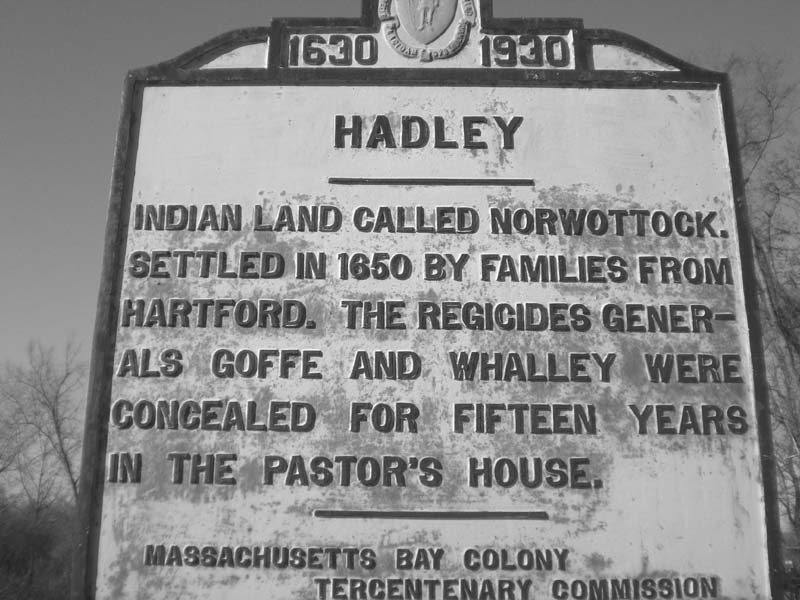 1630 1930
HADLEY
INDIAN LAND CALLED NORWOTTOCK.
SETTLED IN 1650 BY FAMILIES FROM
HARTFORD. THE REGICIDES GENER-
ALS GOFFE AND WHALLEY WERE
CONCEALED FOR FIFTEEN YEARS
IN THE PASTOR'S HOUSE.
MASSACHUSETTS BAY COLONY
TERCENTENARY COMMISSION